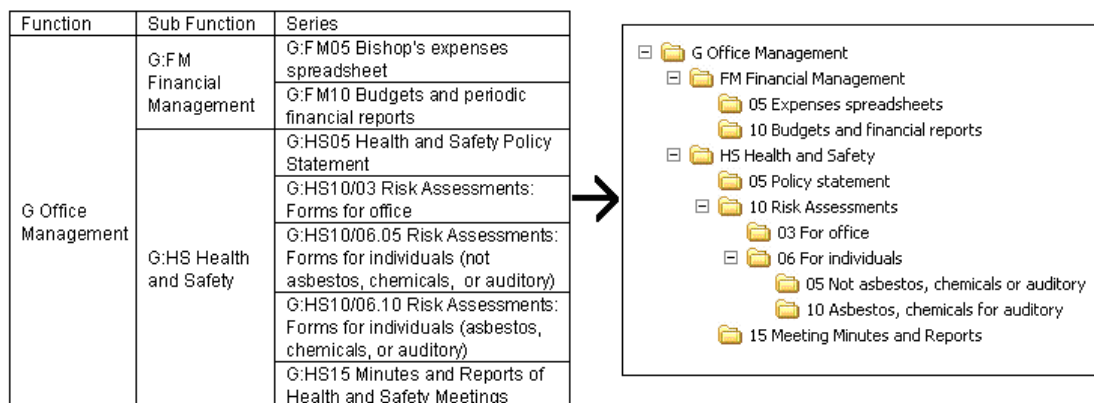 Function Sub Function Series
G Office
Management
G:FM
Financial
Management
G:FM05 Bishop's expenses
spreadsheet
G:FM10 Budgets and periodic
financial reports
G:HS Health
and Safety
G:HS05 Health and Safety Policy
Statement
G:HS10/03 Risk Assessments:
Forms for office
G:HS10/06.05 Risk Assessments:
Forms for individuals (not
asbestos, chemicals, or auditory)
G:HS10/06.10 Risk Assessments:
Forms for individuals (asbestos,
chemicals, or auditory)
G:HS15 Minutes and Reports of
Health and Safety Meetings
G Office Management
FM Financial Management
05 Expenses spreadsheets
10 Budgets and financial reports
HS Health and Safety
05 Policy statement
10 Risk Assessments
03 For office
06 For individuals
05 Not asbestos, chemicals or auditory
10 Asbestos, chemicals for auditory
15 Meeting Minutes and Reports